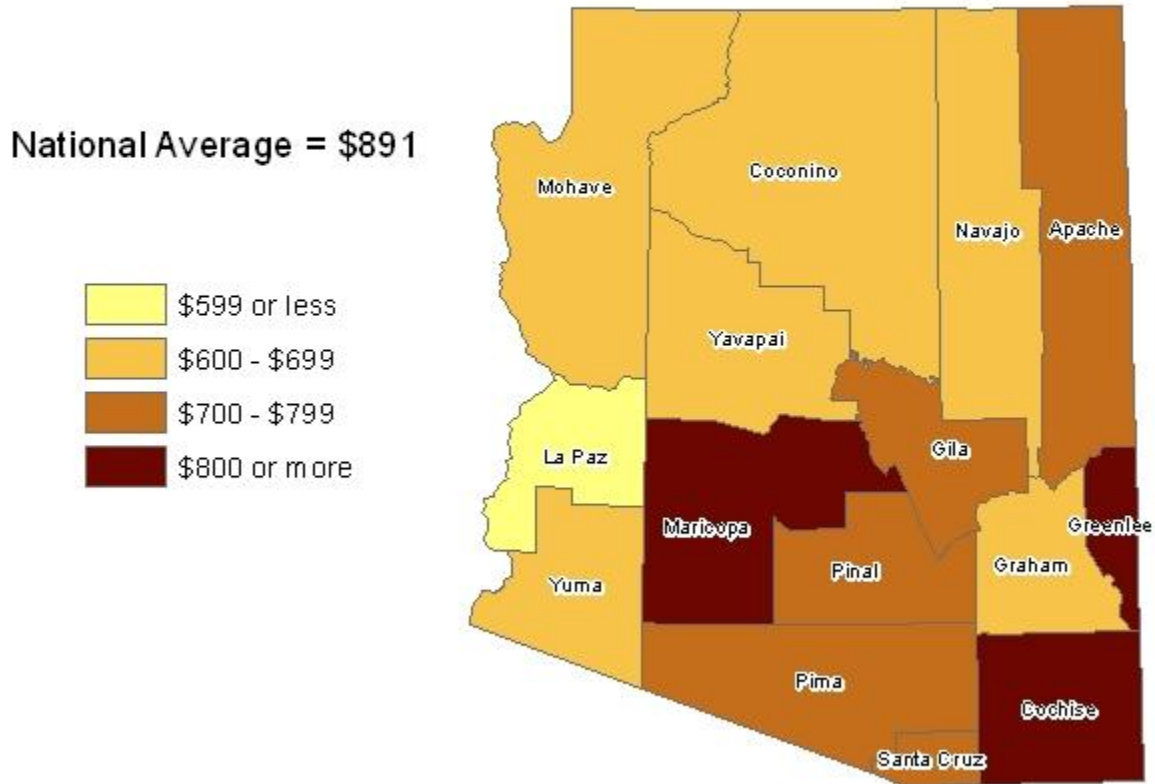 National Average = $891
$599 or less
$600 - $699
$700 - $799
$800 or more
Mohave
Coconino
Navajo
Apache
Yavapai
La Paz
Gila
Maricopa
Greenlee
Yuma
Pinal
Graham
Pima
Cochise
Santa Cruz